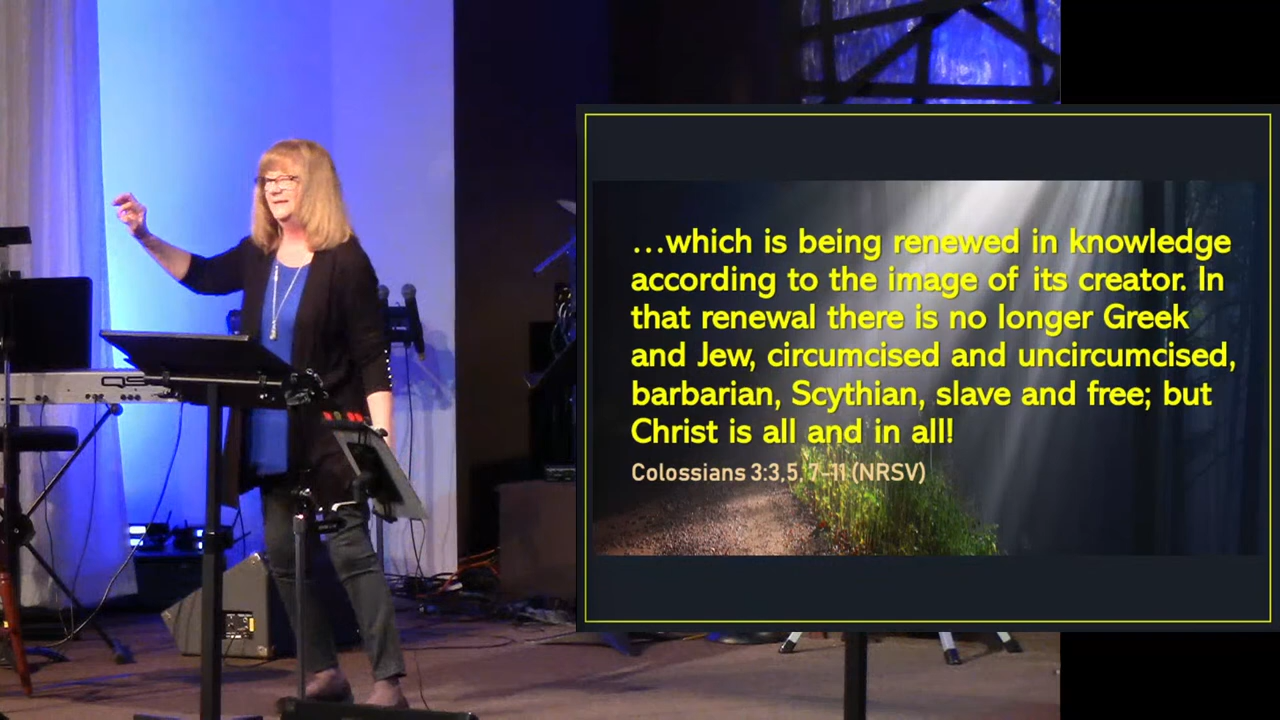 …which is being renewed in knowledge
according to the image of its creator. In
that renewal there is no longer Greek
and Jew, circumcised and uncircumcised,
barbarian, Scythian, slave and free; but
Christ is all and in all!
Colossians 3:3,5, 7–11 (NRSV)
QSC